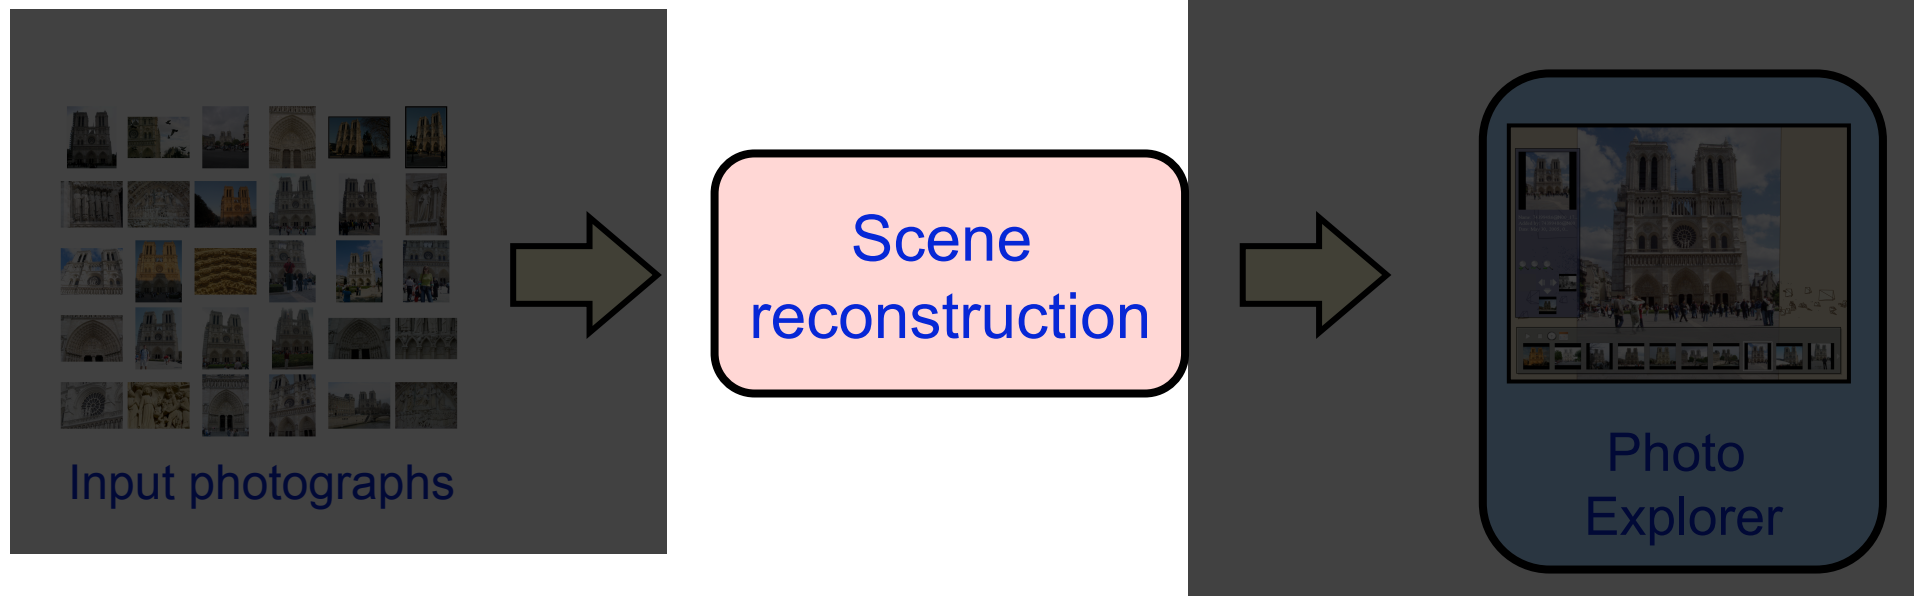 Input photographs
Scene
reconstruction
Photo
Explorer